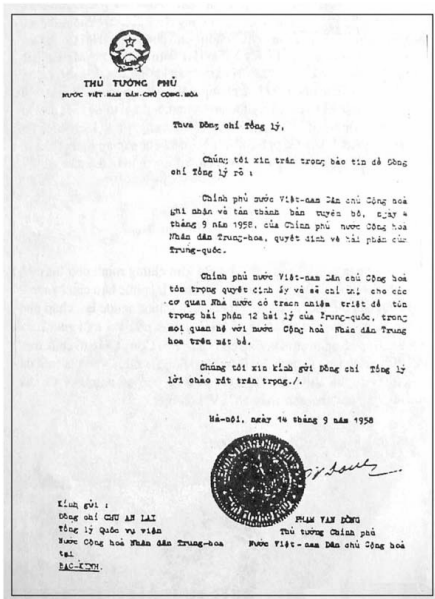 THỦ TƯỚNG PHỦ
NƯỚC VIỆT-NAM DÂN-CHỦ CỘNG-HÒA
Thưa Đồng chí Tổng lý,
Chúng tôi xin trân trọng báo tin để Đồng
chí Tổng lý rõ :
Chính phủ nước Việt-nam Dân chủ Cộng hoà
ghi nhận và tán thành bản tuyên bố, ngày 4
tháng 9 năm 1958, của Chính phủ nước Cộng hoà
Nhân dân Trung-hoa, quyết định về hải phận của
Trung-quốc.
Chính phủ nước Việt-nam Dân chủ Cộng hoà
tôn trọng quyết định ấy và sẽ chỉ thị cho các
cơ quan Nhà nước có trách nhiệm triệt để tôn
trọng hải phận 12 hải lý của Trung-quốc, trong
mọi quan hệ với nước Cộng hoà Nhân dân Trung
hoa trên mặt bể.
Chúng tôi xin kính gửi Đồng chí Tổng lý
lời chào rất trân trọng./.
Hà-nội, ngày 14 tháng 9 năm 1958
Kính gửi :
Đồng chí CHU AN LAI
Tổng lý Quốc vụ viện
Nước Cộng hoà Nhân dân Trung-hoa
tại
BẮC-KINH.
PHẠM VĂN ĐỒNG
Thủ tướng Chính phủ
Nước Việt-nam Dân chủ Cộng hoà